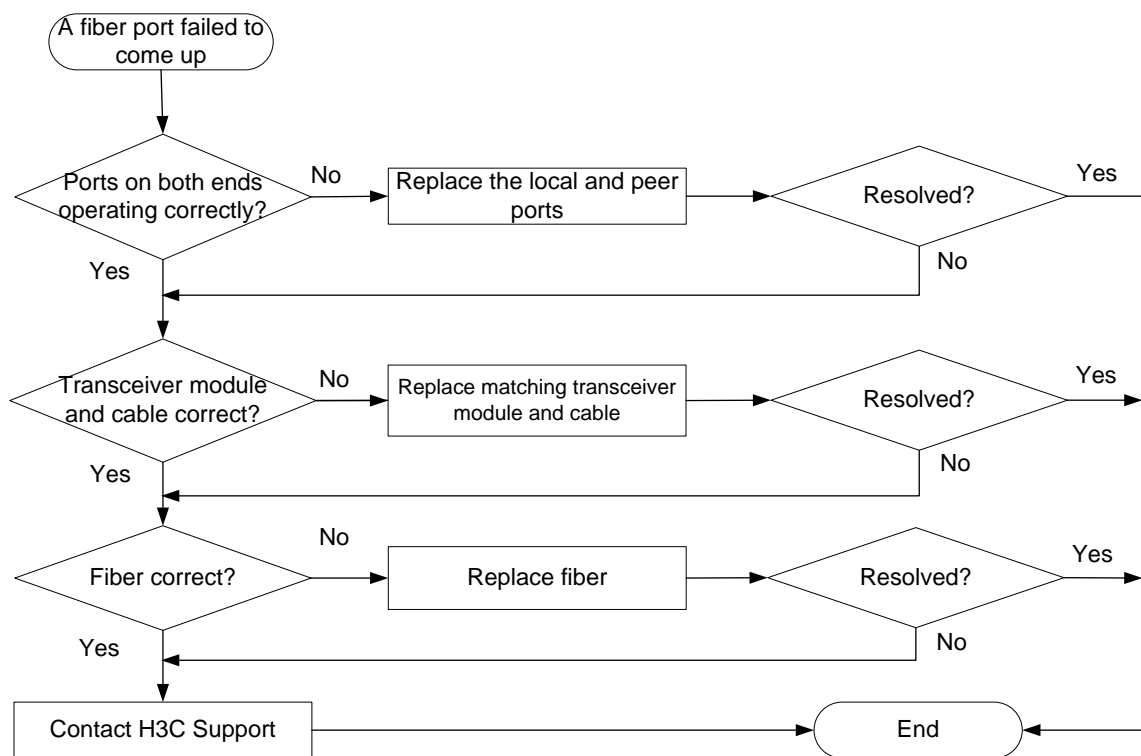 A fiber port failed to
come up
Ports on both ends
operating correctly?
No
Replace the local and peer
ports
Resolved?
Yes
Yes
No
Transceiver module
and cable correct?
No
Replace matching transceiver
module and cable
Resolved?
Yes
Yes
No
Fiber correct?
No
Replace fiber
Resolved?
Yes
Yes
No
Contact H3C Support
End